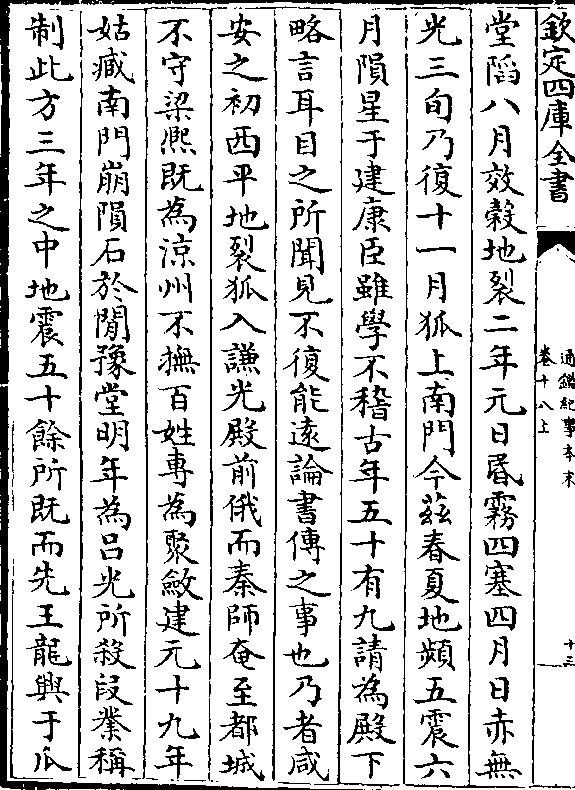 欽定四庫全書
通鑑紀事本末
卷十八上
十三
堂䧟八月效榖地裂二年元日昏霧四塞四月日赤無
光三旬乃復十一月狐上南門今茲春夏地頻五震六
月隕星于建康臣雖學不稽古年五十有九請為殿下
略言耳目之所聞見不復能逺論書傳之事也乃者咸
安之初西平地裂狐入謙光殿前俄而秦師奄至都城
不守梁熈既為涼州不撫百姓專為聚斂建元十九年
姑臧南門崩隕石於閒豫堂明年為吕光所殺段業稱
制此方三年之中地震五十餘所既而先王龍興于瓜